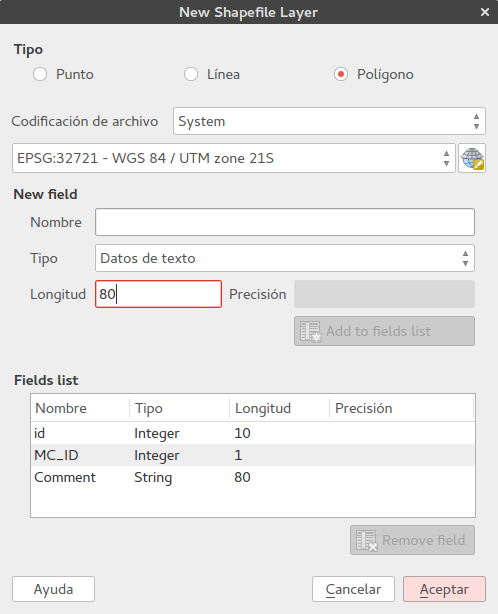 New Shapefile Layer
Tipo
Punto Línea Polígono
Codificación de archivo System
EPSG:32721 - WGS 84 / UTM zone 21S
New field
Nombre
Tipo Datos de texto
Longitud 80 Precisión
Add to fields list
Fields list
Nombre Tipo Longitud Precisión
id Integer 10
MC_ID Integer 1
Comment String 80
Remove field
Ayuda Cancelar Aceptar